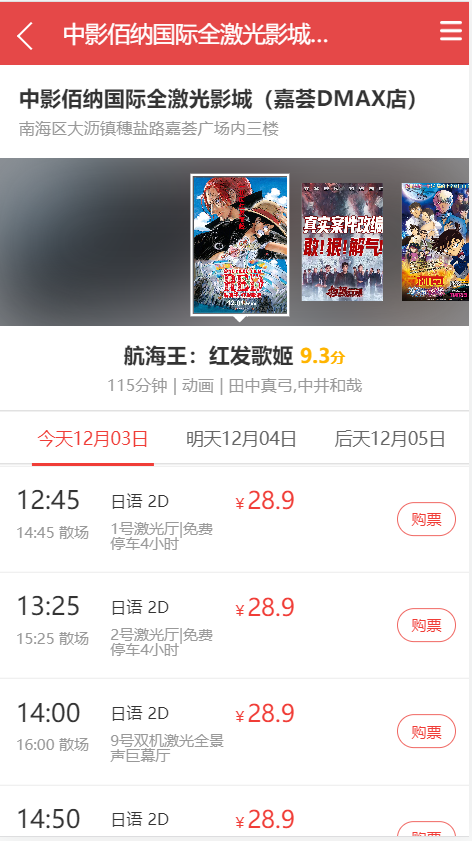 中影佰纳国际全激光影城...
中影佰纳国际全激光影城（嘉荟DMAX店）
南海区大沥镇穗盐路嘉荟广场内三楼
真实案件改编
敢!狠!解气!
航海王：红发歌姬 9.3分
115分钟 | 动画 | 田中真弓,中井和哉
今天12月03日 明天12月04日 后天12月05日
12:45 日语 2D ¥28.9
14:45 散场 1号激光厅|免费
停车4小时
购票
13:25 日语 2D ¥28.9
15:25 散场 2号激光厅|免费
停车4小时
购票
14:00 日语 2D ¥28.9
16:00 散场 9号双机激光全景
声巨幕厅
购票
14:50 日语 2D ¥28.9
购票